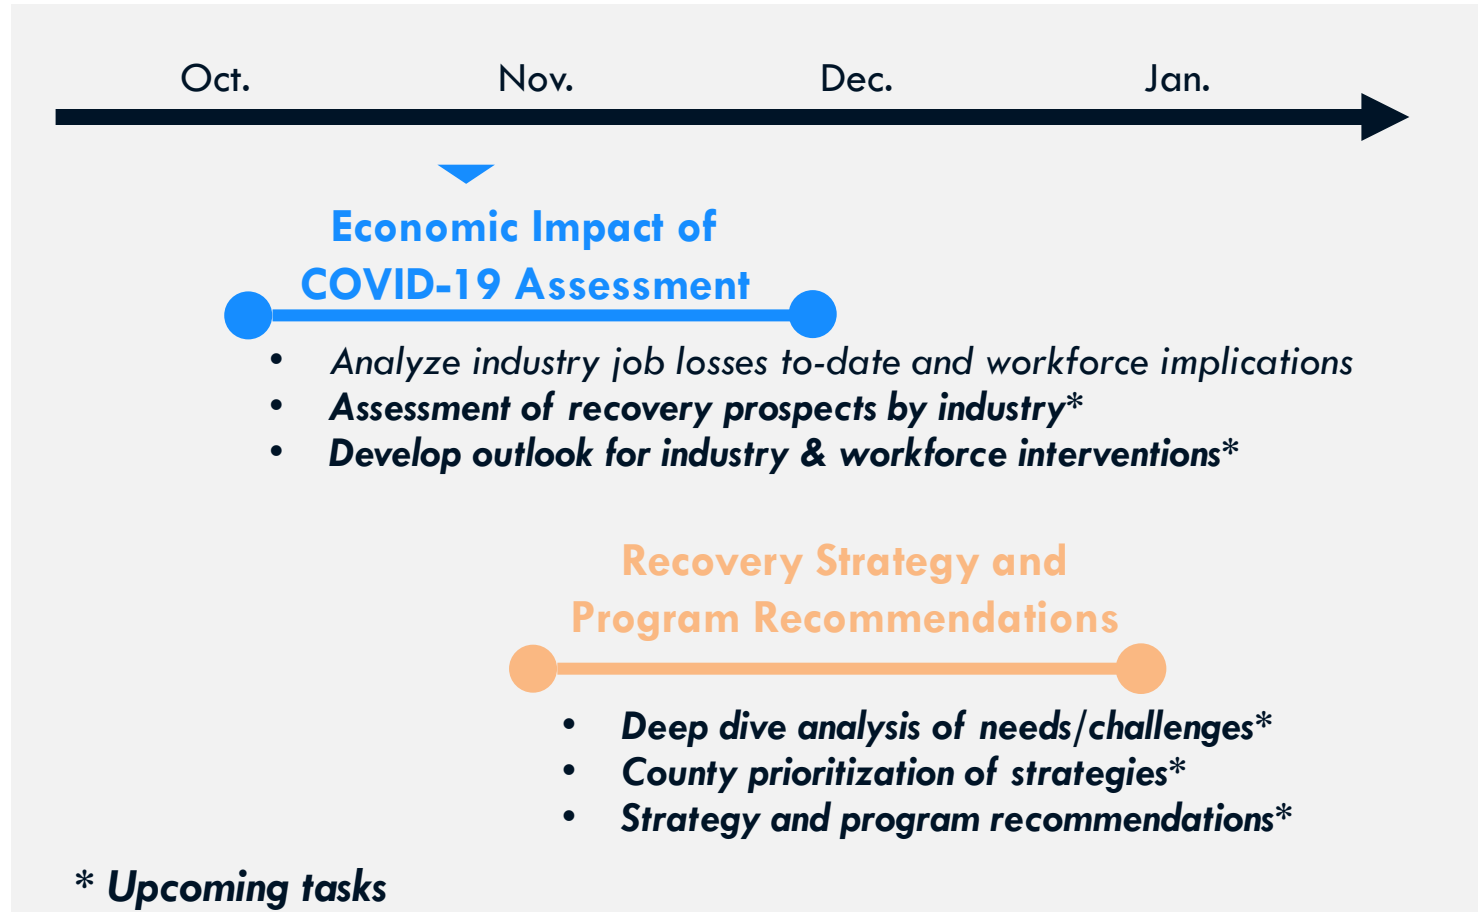 Oct. Nov. Dec. Jan.
Economic Impact of
COVID-19 Assessment
• Analyze industry job losses to-date and workforce implications
• Assessment of recovery prospects by industry*
• Develop outlook for industry & workforce interventions*
Recovery Strategy and
Program Recommendations
• Deep dive analysis of needs/challenges*
• County prioritization of strategies*
• Strategy and program recommendations*
* Upcoming tasks